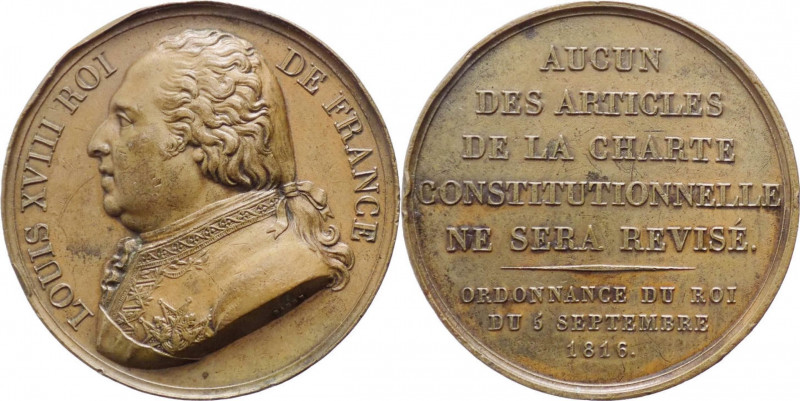 LOUIS XVIII ROI DE FRANCE
AUCUN
DES ARTICLES
DE LA CHARTE
CONSTITUTIONNELLE
NE SERA REVISÉ.
ORDONNANCE DU ROI
DU 5 SEPTEMBRE
1816.